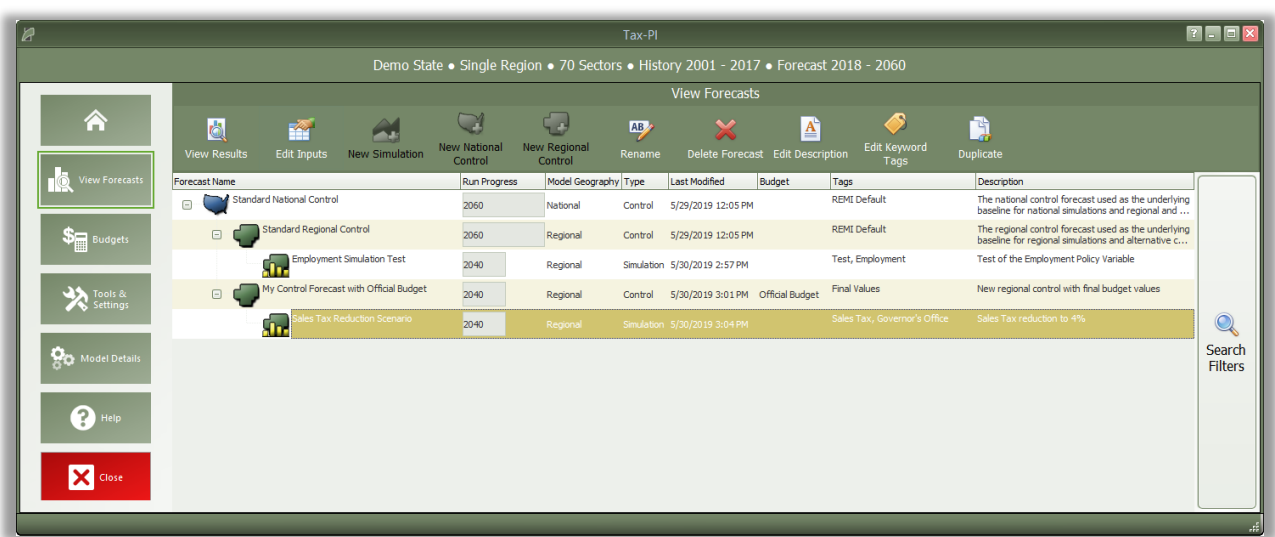 Tax-PI
Demo State ● Single Region ● 70 Sectors ● History 2001 - 2017 ● Forecast 2018 - 2060
View Forecasts
View Forecasts
Budgets
Tools &
Settings
Model Details
Help
Close
View Results
Edit Inputs
New Simulation
New National
Control
New Regional
Control
AB
Rename
Delete Forecast
A
Edit Description
Edit Keyword
Tags
Duplicate
Forecast Name Run Progress Model Geography Type Last Modified Budget Tags Description
Standard National Control 2060 National Control 5/29/2019 12:05 PM REMI Default The national control forecast used as the underlying
baseline for national simulations and regional and ...
Standard Regional Control 2060 Regional Control 5/29/2019 12:05 PM REMI Default The regional control forecast used as the underlying
baseline for regional simulations and alternative c...
Employment Simulation Test 2040 Regional Simulation 5/30/2019 2:57 PM Test, Employment Test of the Employment Policy Variable
My Control Forecast with Official Budget 2040 Regional Control 5/30/2019 3:01 PM Official Budget Final Values New regional control with final budget values
Sales Tax Reduction Scenario 2040 Regional Simulation 5/30/2019 3:04 PM Sales Tax, Governor's Office Sales Tax reduction to 4%
Search
Filters